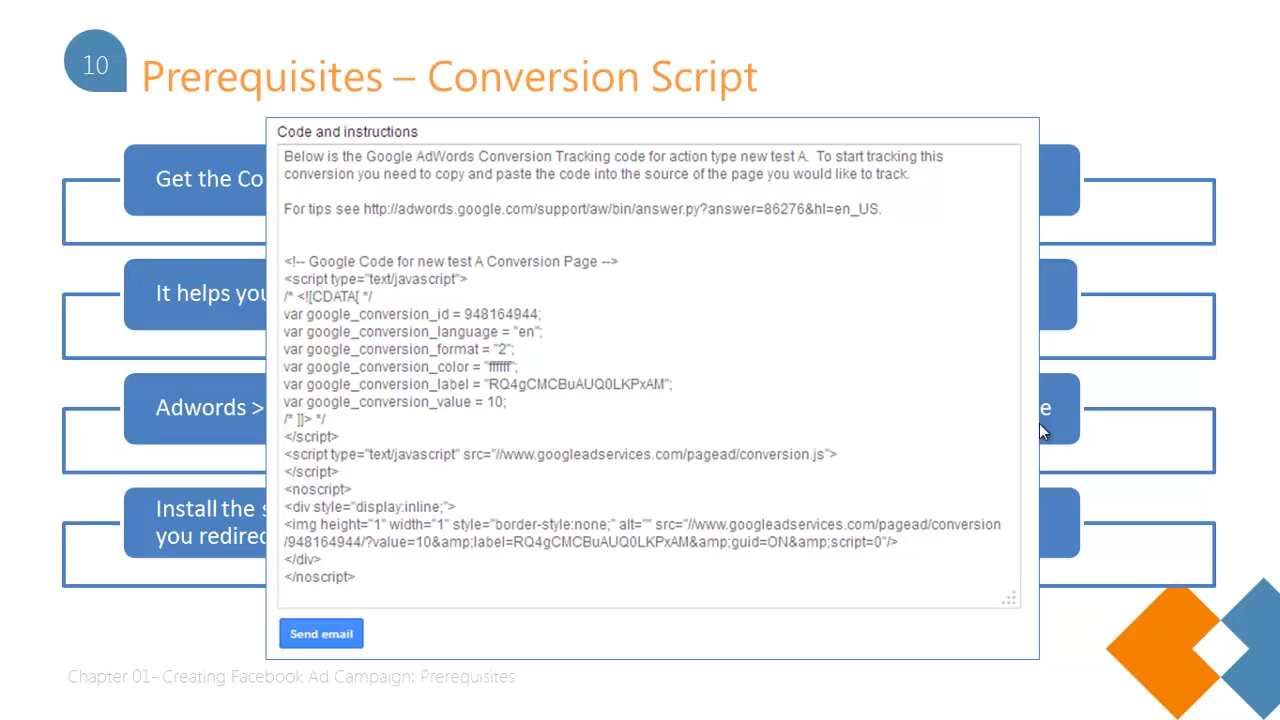 10
Prerequisites – Conversion Script
Code and instructions
Below is the Google AdWords Conversion Tracking code for action type new test A.  To start tracking this
conversion you need to copy and paste the code into the source of the page you would like to track.
For tips see http://adwords.google.com/support/aw/bin/answer.py?answer=86276&hl=en_US.
<!-- Google Code for new test A Conversion Page -->
<script type="text/javascript">
/* <![CDATA[ */
var google_conversion_id = 948164944;
var google_conversion_language = "en";
var google_conversion_format = "2";
var google_conversion_color = "ffffff";
var google_conversion_label = "RQ4gCMCBuAUQ0LKPxAM";
var google_conversion_value = 10;
/* ]]> */
</script>
<script type="text/javascript" src="//www.googleadservices.com/pagead/conversion.js">
</script>
<noscript>
<div style="display:inline;">
<img height="1" width="1" style="border-style:none;" alt="" src="//www.googleadservices.com/pagead/conversion
/948164944/?value=10&amp;label=RQ4gCMCBuAUQ0LKPxAM&amp;guid=ON&amp;script=0"/>
</div>
</noscript>
Send email
Get the Co
It helps you
Adwords > e
Install the
you redirec
Chapter 01- Creating Facebook Ad Campaign: Prerequisites